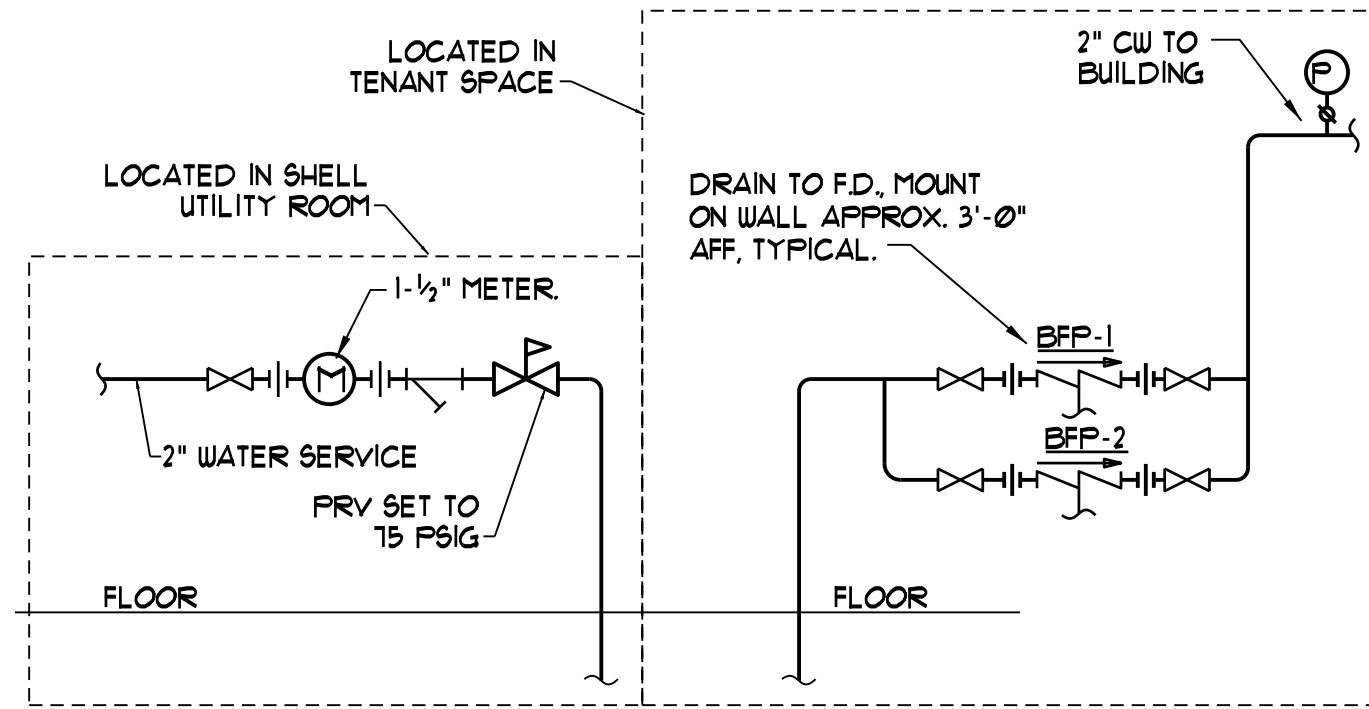 LOCATED IN
TENANT SPACE
2" CW TO
BUILDING
P
LOCATED IN SHELL
UTILITY ROOM
DRAIN TO F.D., MOUNT
ON WALL APPROX. 3'-0"
AFF, TYPICAL.
1-1/2" METER.
BFP-1
M
2" WATER SERVICE
BFP-2
PRV SET TO
75 PSIG
FLOOR
FLOOR